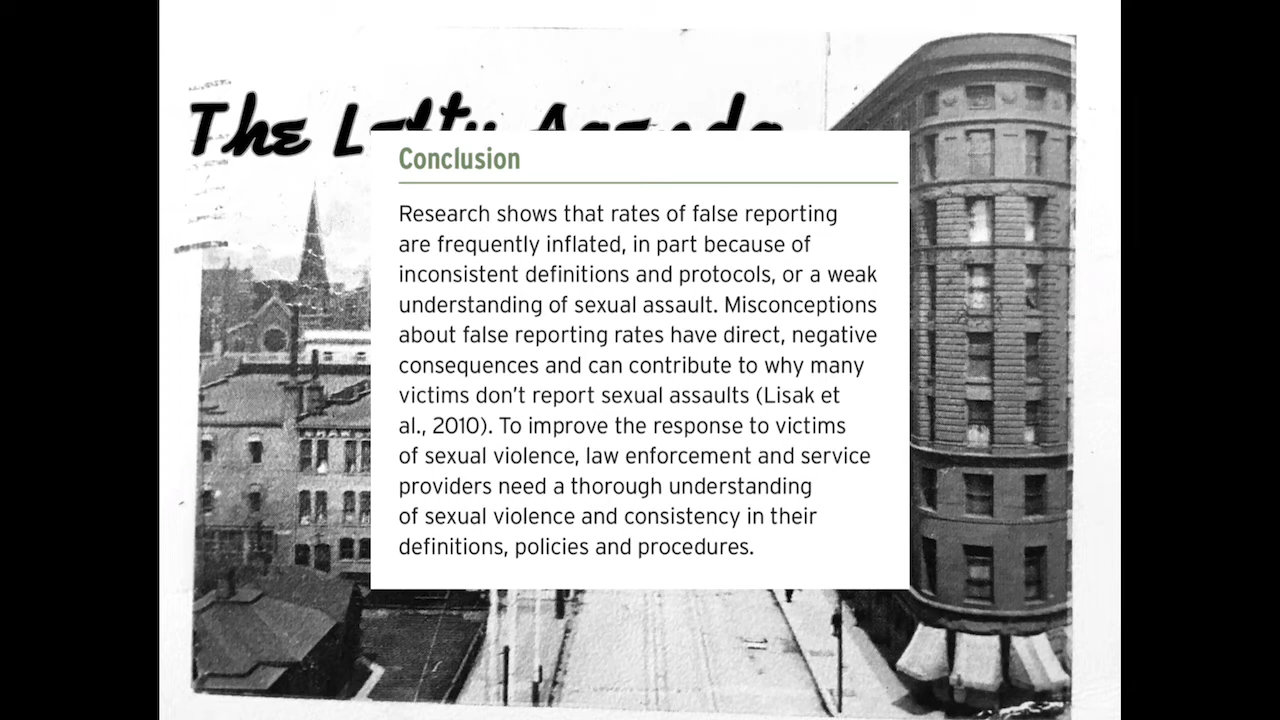 The Lofty Agenda
Conclusion
Research shows that rates of false reporting
are frequently inflated, in part because of
inconsistent definitions and protocols, or a weak
understanding of sexual assault. Misconceptions
about false reporting rates have direct, negative
consequences and can contribute to why many
victims don’t report sexual assaults (Lisak et
al., 2010). To improve the response to victims
of sexual violence, law enforcement and service
providers need a thorough understanding
of sexual violence and consistency in their
definitions, policies and procedures.